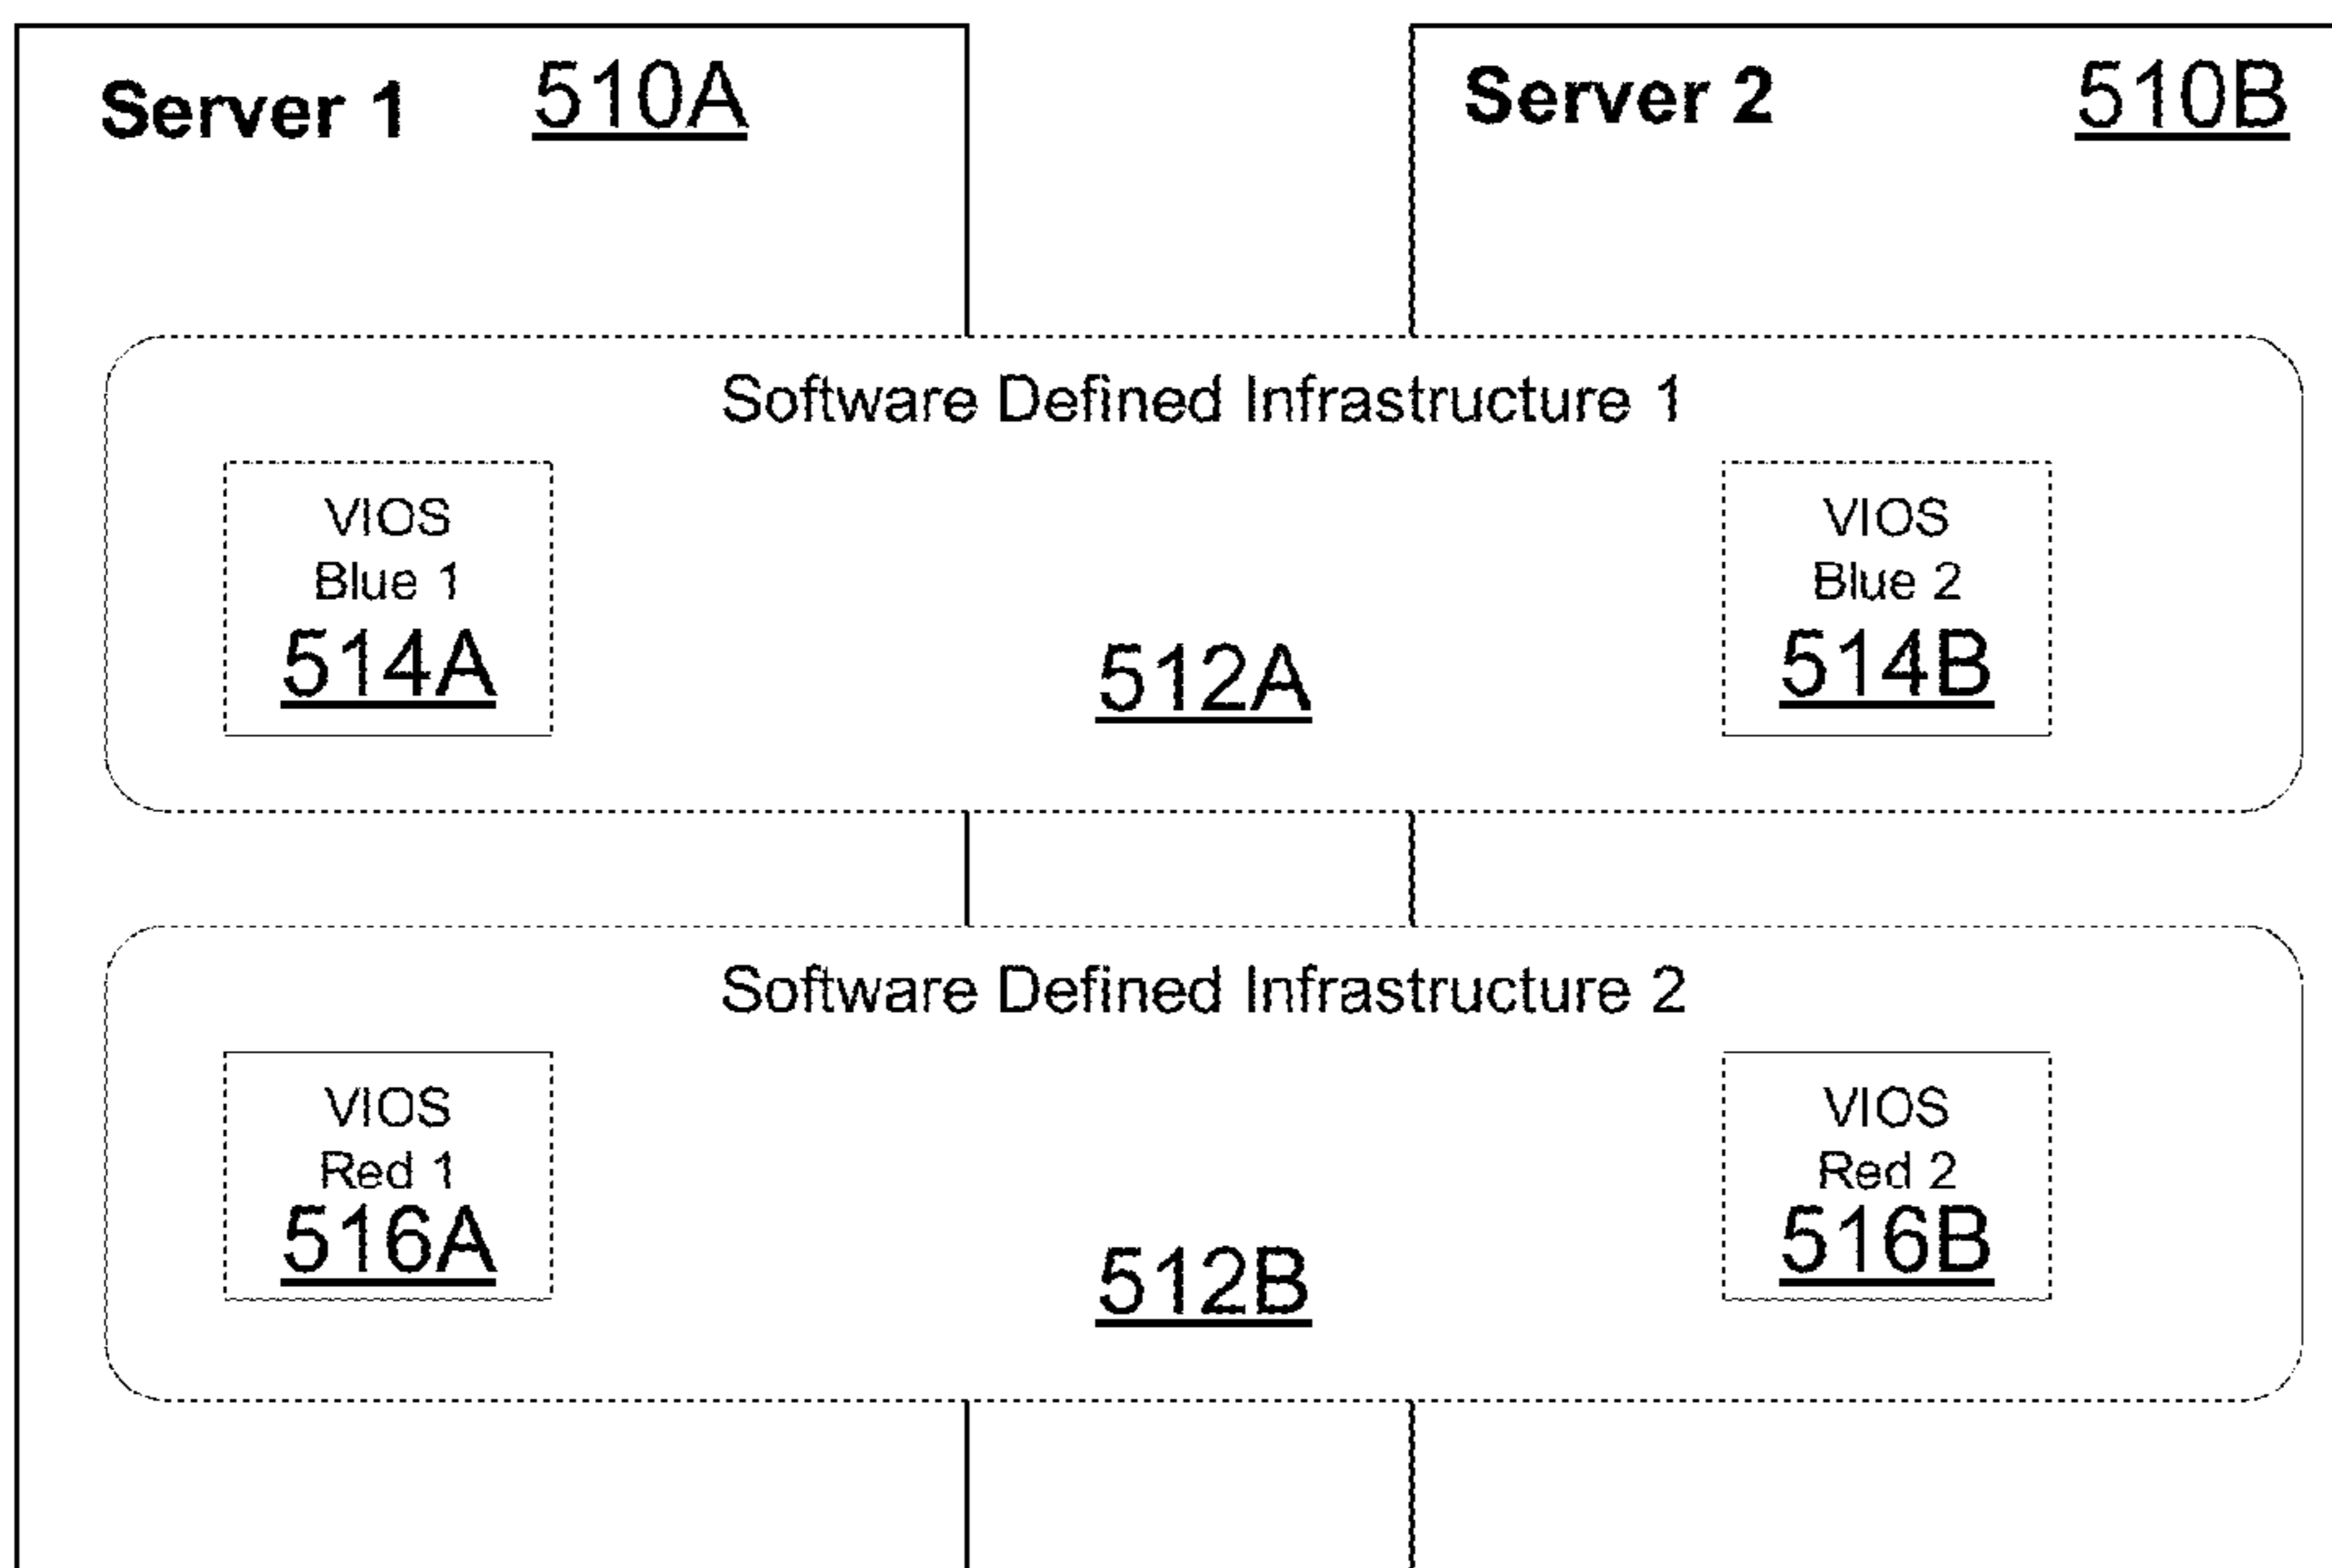 Server 1 510A
Server 2 510B
Software Defined Infrastructure 1
VIOS
Blue 1
514A
512A
VIOS
Blue 2
514B
Software Defined Infrastructure 2
VIOS
Red 1
516A
512B
VIOS
Red 2
516B